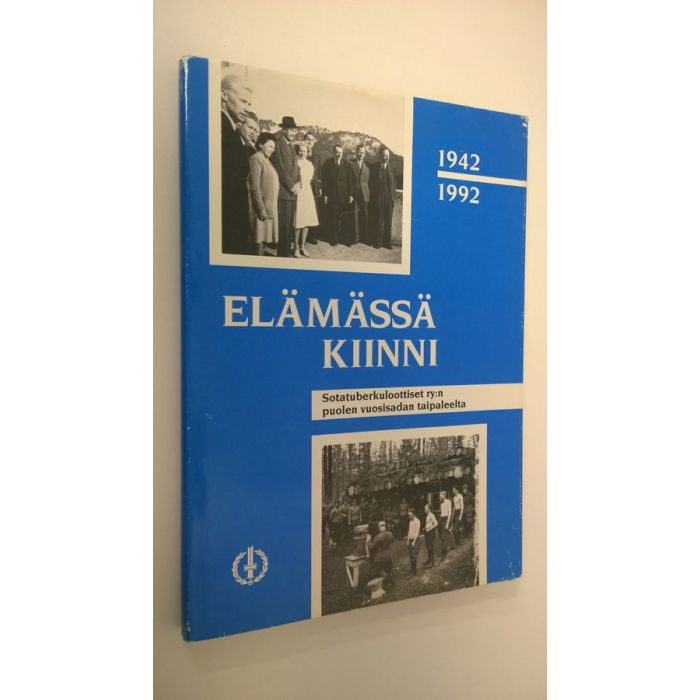 1942
1992
ELÄMÄSSÄ
KIINNI
Sotatuberkuloottiset ry:n
puolen vuosisadan taipaleelta